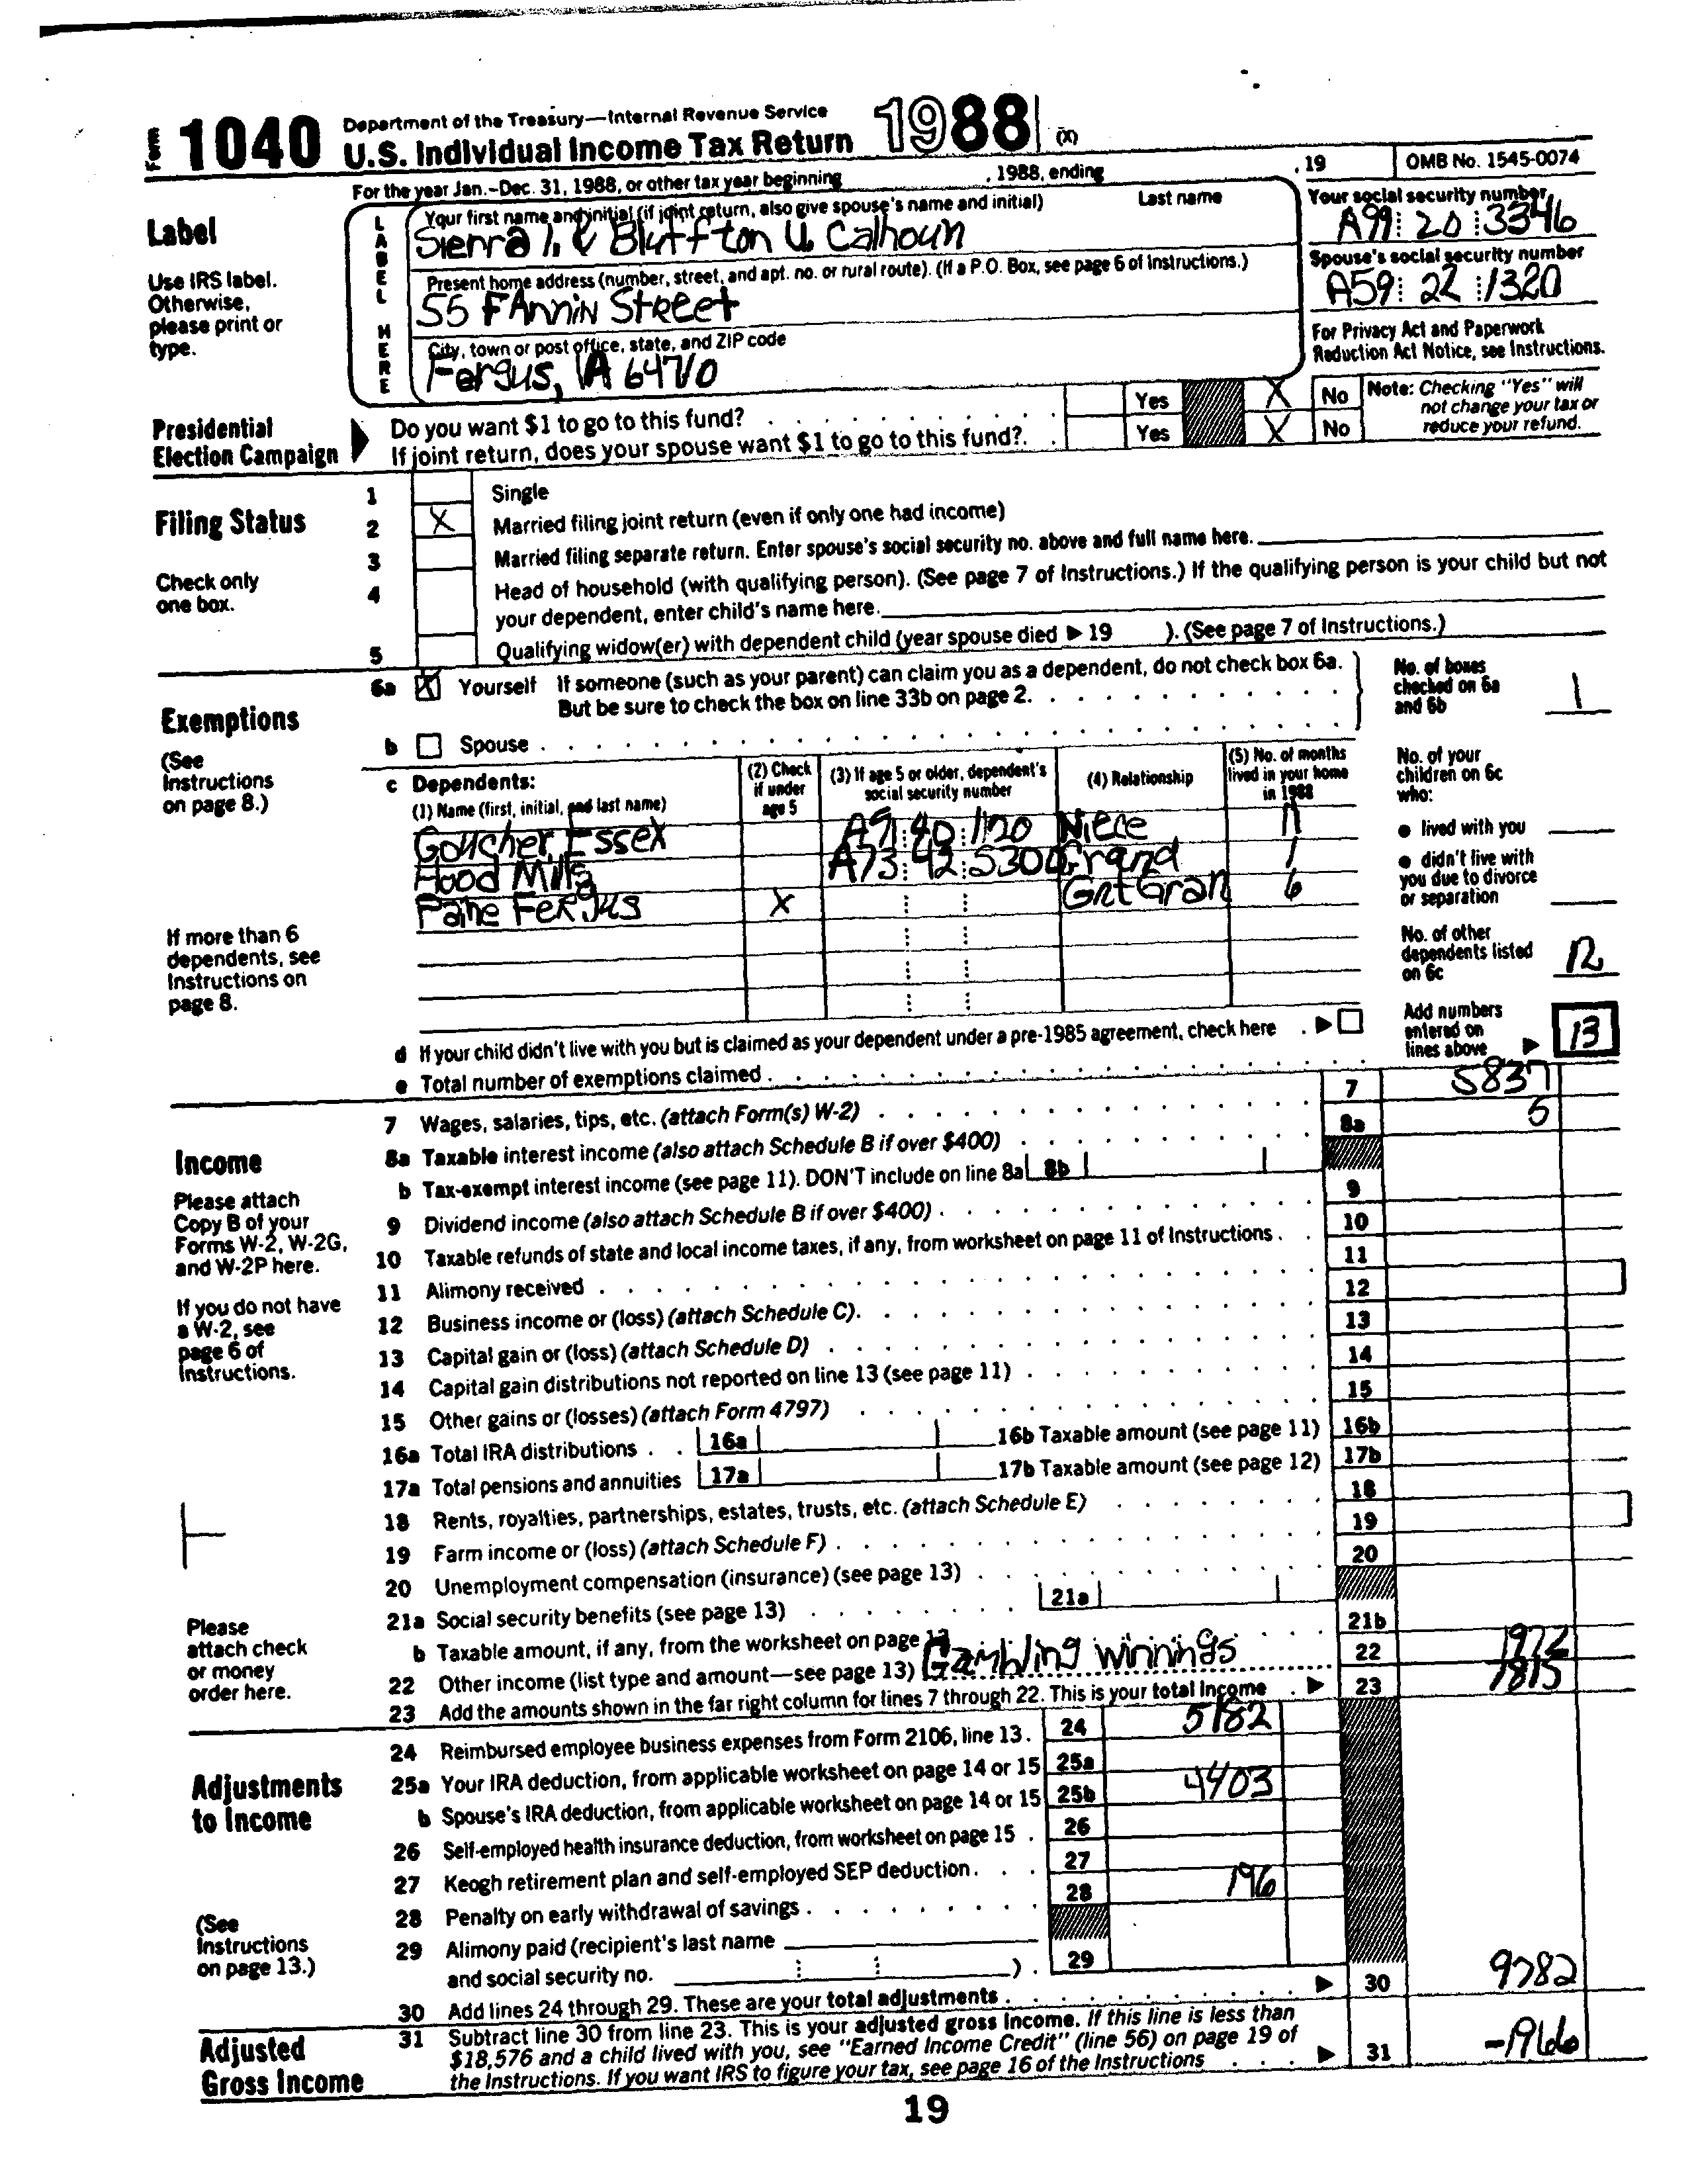 Form 1040 Department of the Treasury—Internal Revenue Service
U.S. Individual Income Tax Return 1988 (X)
For the year Jan.-Dec. 31, 1988, or other tax year beginning , 1988, ending , 19 OMB No. 1545-0074
Label
Use IRS label.
Otherwise,
please print or
type.
LABEL HERE
Your first name and initial (if joint return, also give spouse's name and initial) Last name
& Bluffton U. Calhoun
Present home address (number, street, and apt. no. or rural route). (If a P.O. Box, see page 6 of Instructions.)
55 FAnnin Street
City, town or post office, state, and ZIP code
Fergus,
Your social security number
A99 20 3346
Spouse's social security number
A59 22 1320
For Privacy Act and Paperwork
Reduction Act Notice, see Instructions.
Presidential
Election Campaign
Do you want $1 to go to this fund? Yes X No
If joint return, does your spouse want $1 to go to this fund? Yes X No
Note: Checking "Yes" will
not change your tax or
reduce your refund.
Filing Status
Check only
one box.
1 Single
2 X Married filing joint return (even if only one had income)
3 Married filing separate return. Enter spouse's social security no. above and full name here.
4 Head of household (with qualifying person). (See page 7 of Instructions.) If the qualifying person is your child but not
your dependent, enter child's name here.
5 Qualifying widow(er) with dependent child (year spouse died ▶ 19 ). (See page 7 of Instructions.)
Exemptions
(See
Instructions
on page 8.)
6a X Yourself If someone (such as your parent) can claim you as a dependent, do not check box 6a.
But be sure to check the box on line 33b on page 2.
b Spouse
No. of boxes
checked on 6a
and 6b 1
c Dependents:
(1) Name (first, initial, and last name)
(2) Check
if under
age 5
(3) If age 5 or older, dependent's
social security number
(4) Relationship
(5) No. of months
lived in your home
in 1988
Goucher Essex Niece
Hood Mills A73 42 5300 Grand 1
Paine Fergus X Grt Gran 6
If more than 6
dependents, see
Instructions on
page 8.
No. of your
children on 6c
who:
● lived with you
● didn't live with
you due to divorce
or separation
No. of other
dependents listed
on 6c 12
d If your child didn't live with you but is claimed as your dependent under a pre-1985 agreement, check here ▶
e Total number of exemptions claimed
Add numbers
entered on
lines above ▶ 13
Income
Please attach
Copy B of your
Forms W-2, W-2G,
and W-2P here.
If you do not have
a W-2, see
page 6 of
Instructions.
Please
attach check
or money
order here.
7 Wages, salaries, tips, etc. (attach Form(s) W-2) 7 5837
8a Taxable interest income (also attach Schedule B if over $400) 8a 5
b Tax-exempt interest income (see page 11). DON'T include on line 8a 8b
9 Dividend income (also attach Schedule B if over $400) 9
10 Taxable refunds of state and local income taxes, if any, from worksheet on page 11 of Instructions 10
11 Alimony received 11
12 Business income or (loss) (attach Schedule C) 12
13 Capital gain or (loss) (attach Schedule D) 13
14 Capital gain distributions not reported on line 13 (see page 11) 14
15 Other gains or (losses) (attach Form 4797) 15
16a Total IRA distributions 16a 16b Taxable amount (see page 11) 16b
17a Total pensions and annuities 17a 17b Taxable amount (see page 12) 17b
18 Rents, royalties, partnerships, estates, trusts, etc. (attach Schedule E) 18
19 Farm income or (loss) (attach Schedule F) 19
20 Unemployment compensation (insurance) (see page 13) 20
21a Social security benefits (see page 13) 21a
b Taxable amount, if any, from the worksheet on page 13 21b
22 Other income (list type and amount—see page 13) Gambling winnings 22
23 Add the amounts shown in the far right column for lines 7 through 22. This is your total income ▶ 23 7815
Adjustments
to Income
(See
Instructions
on page 13.)
24 Reimbursed employee business expenses from Form 2106, line 13. 24 5182
25a Your IRA deduction, from applicable worksheet on page 14 or 15 25a
b Spouse's IRA deduction, from applicable worksheet on page 14 or 15 25b 4403
26 Self-employed health insurance deduction, from worksheet on page 15 26
27 Keogh retirement plan and self-employed SEP deduction 27
28 Penalty on early withdrawal of savings 28 196
29 Alimony paid (recipient's last name
and social security no. ) 29
30 Add lines 24 through 29. These are your total adjustments ▶ 30 9782
Adjusted
Gross Income
31 Subtract line 30 from line 23. This is your adjusted gross income. If this line is less than
$18,576 and a child lived with you, see "Earned Income Credit" (line 56) on page 19 of
the Instructions. If you want IRS to figure your tax, see page 16 of the Instructions ▶ 31 -1966
19